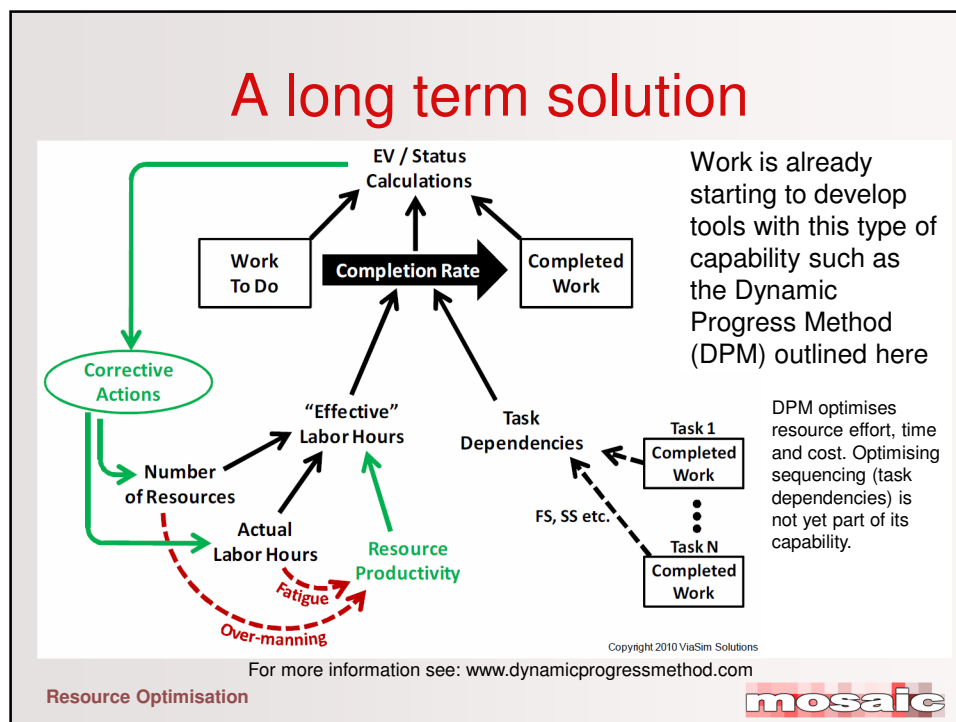 A long term solution
EV / Status
Calculations
Work
To Do
Completion Rate
Completed
Work
Work is already
starting to develop
tools with this type of
capability such as
the Dynamic
Progress Method
(DPM) outlined here
Corrective
Actions
"Effective"
Labor Hours
Task
Dependencies
Number
of Resources
Actual
Labor Hours
Resource
Productivity
Fatigue
Over-manning
FS, SS etc.
Task 1
Completed
Work
Task N
Completed
Work
DPM optimises
resource effort, time
and cost. Optimising
sequencing (task
dependencies) is
not yet part of its
capability.
Copyright 2010 ViaSim Solutions
For more information see: www.dynamicprogressmethod.com
Resource Optimisation
mosaic